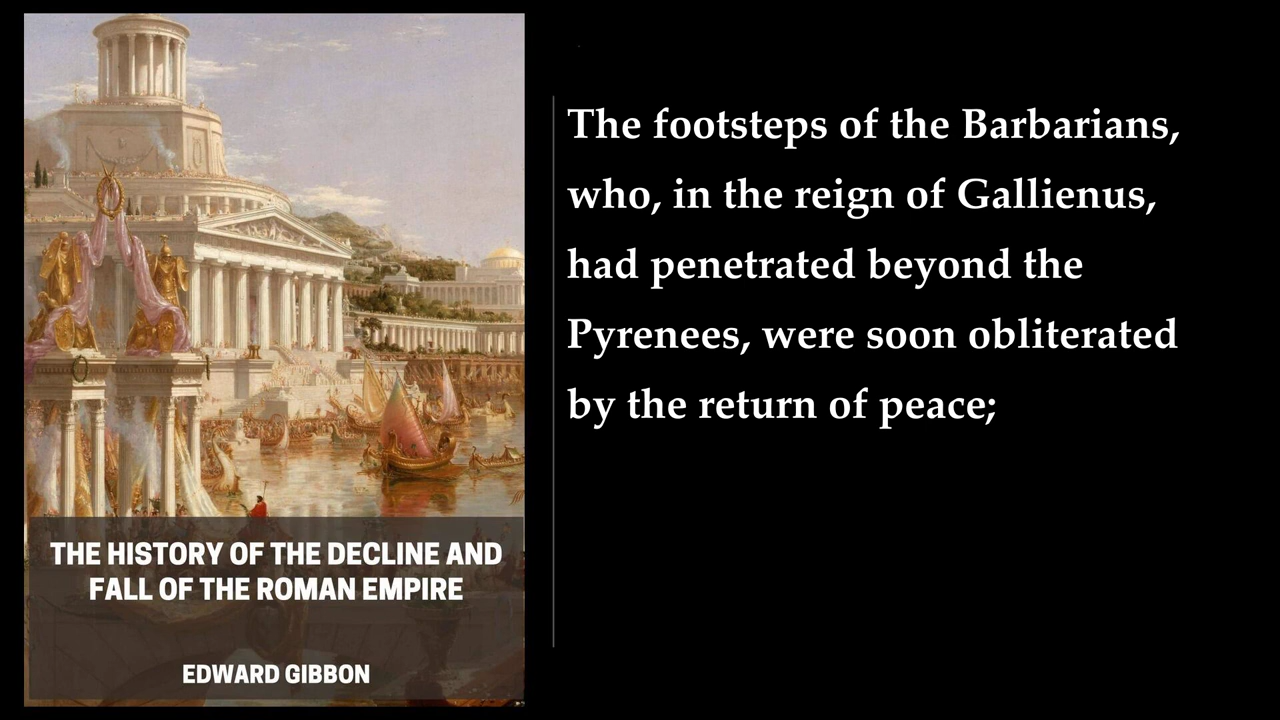 The footsteps of the Barbarians,
who, in the reign of Gallienus,
had penetrated beyond the
Pyrenees, were soon obliterated
by the return of peace;
THE HISTORY OF THE DECLINE AND
FALL OF THE ROMAN EMPIRE
EDWARD GIBBON